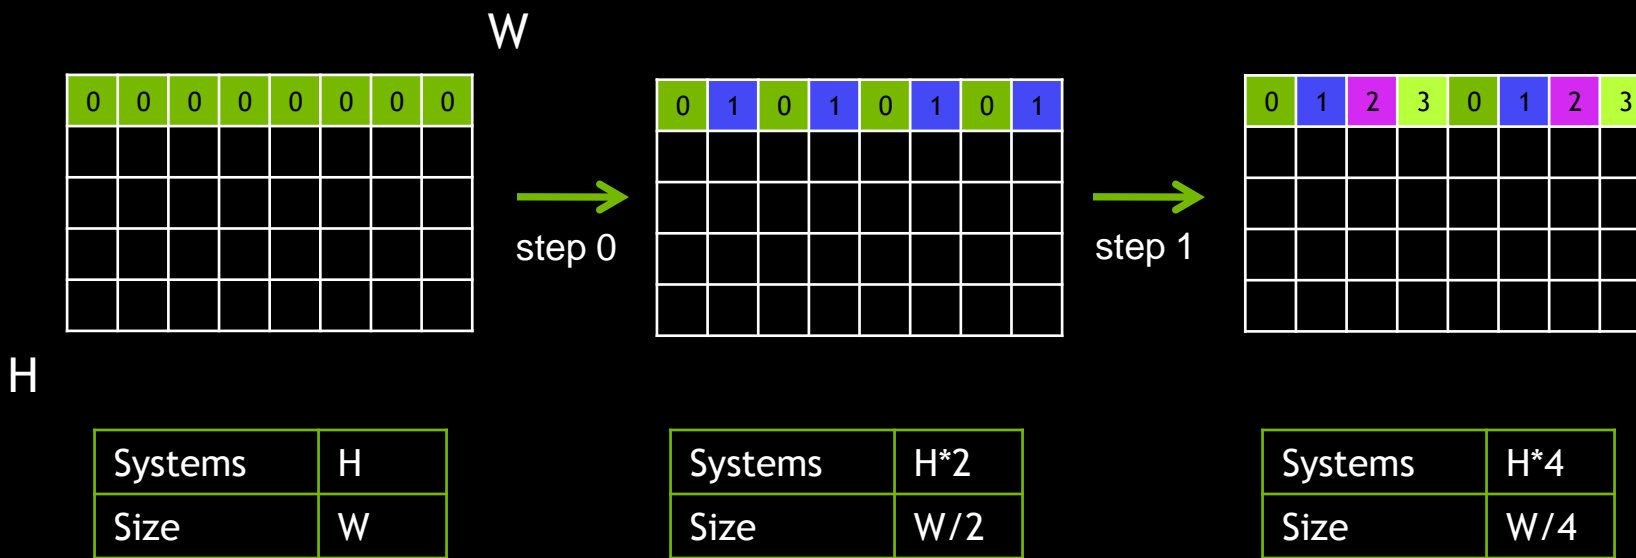 W
0 0 0 0 0 0 0 0
0 1 0 1 0 1 0 1
0 1 2 3 0 1 2 3
step 0
step 1
H
Systems H
Size W
Systems H*2
Size W/2
Systems H*4
Size W/4